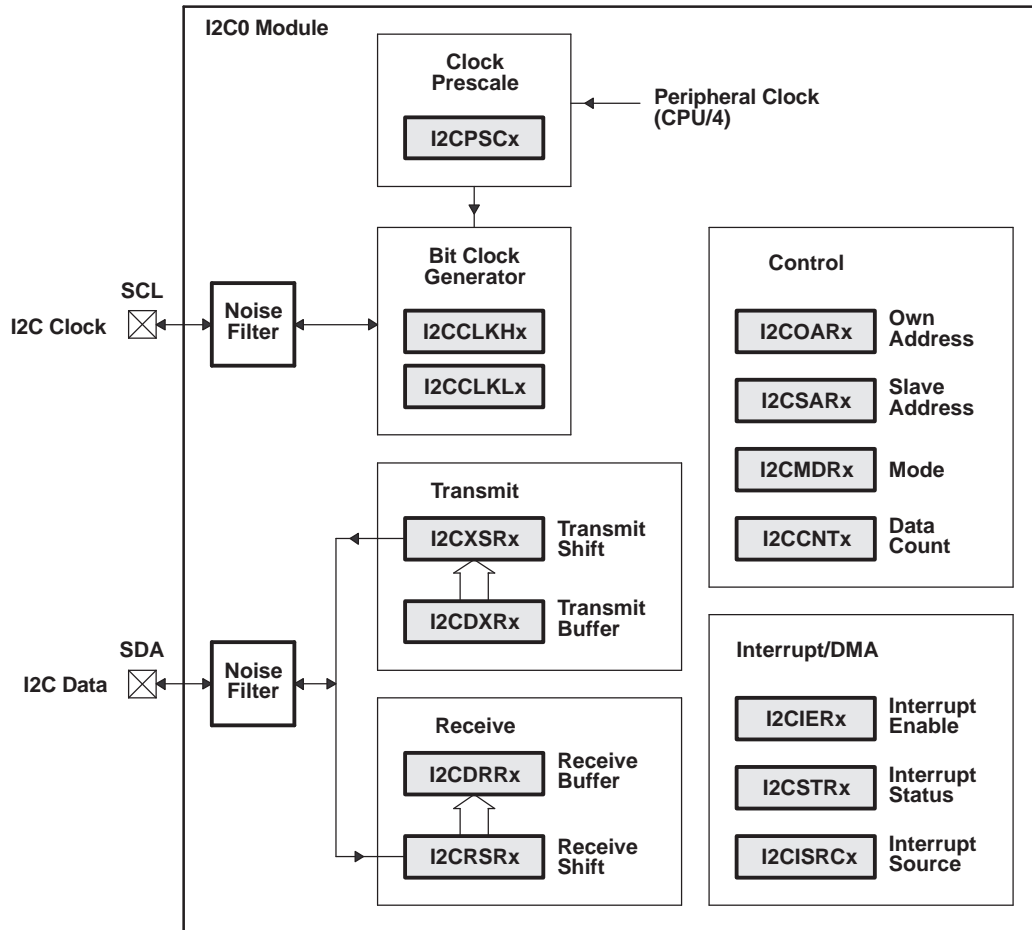 I2C0 Module
Clock
Prescale
I2CPSCx
Peripheral Clock
(CPU/4)
Bit Clock
Generator
I2CCLKHx
I2CCLKLx
SCL
I2C Clock
Noise
Filter
Control
I2COARx
Own
Address
I2CSARx
Slave
Address
I2CMDRx
Mode
I2CCNTx
Data
Count
Transmit
I2CXSRx
Transmit
Shift
I2CDXRx
Transmit
Buffer
SDA
I2C Data
Noise
Filter
Receive
I2CDRRx
Receive
Buffer
I2CRSRx
Receive
Shift
Interrupt/DMA
I2CIERx
Interrupt
Enable
I2CSTRx
Interrupt
Status
I2CISRCx
Interrupt
Source